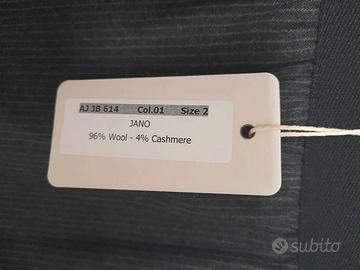 AJ JB 614 Col.01 Size 2
JANO
96% Wool - 4% Cashmere
subito